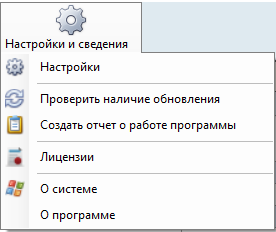 Настройки и сведения
Настройки
Проверить наличие обновления
Создать отчет о работе программы
Лицензии
О системе
О программе